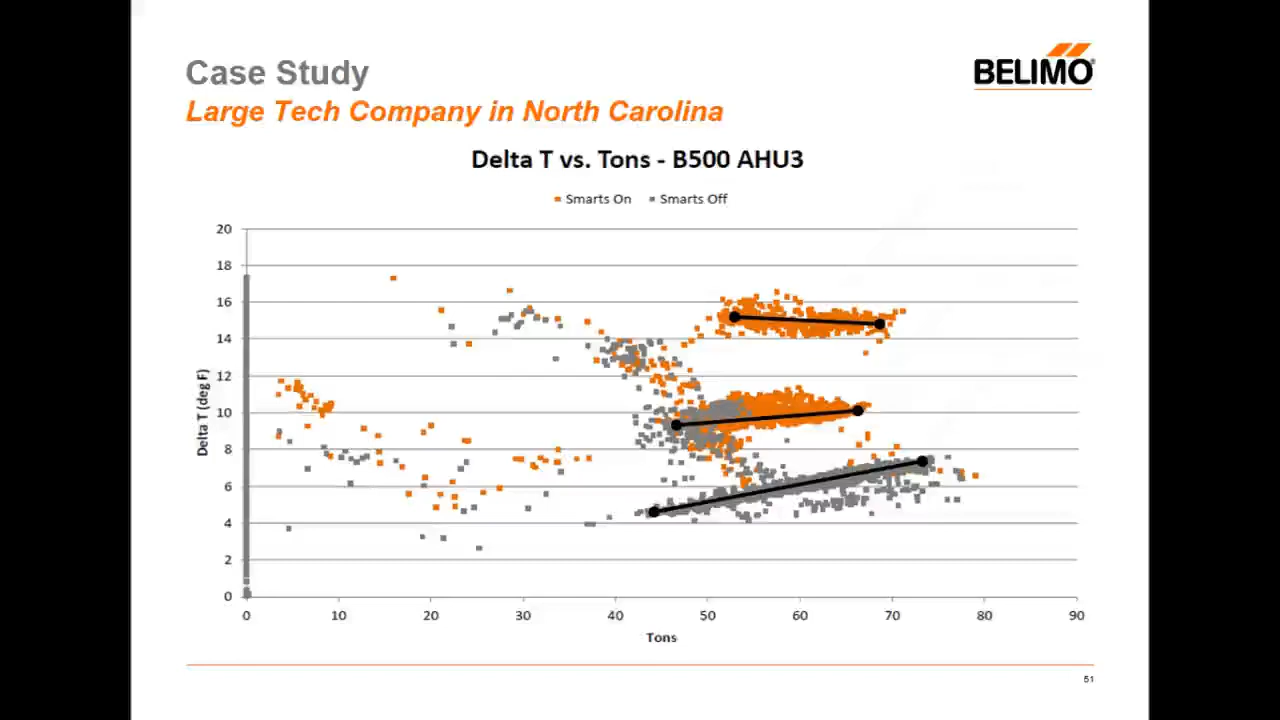 Case Study
BELIMO®
Large Tech Company in North Carolina
Delta T vs. Tons - B500 AHU3
Smarts On Smarts Off
20
18
16
14
12
10
8
6
4
2
0
Delta T (deg F)
0 10 20 30 40 50 60 70 80 90
Tons
51